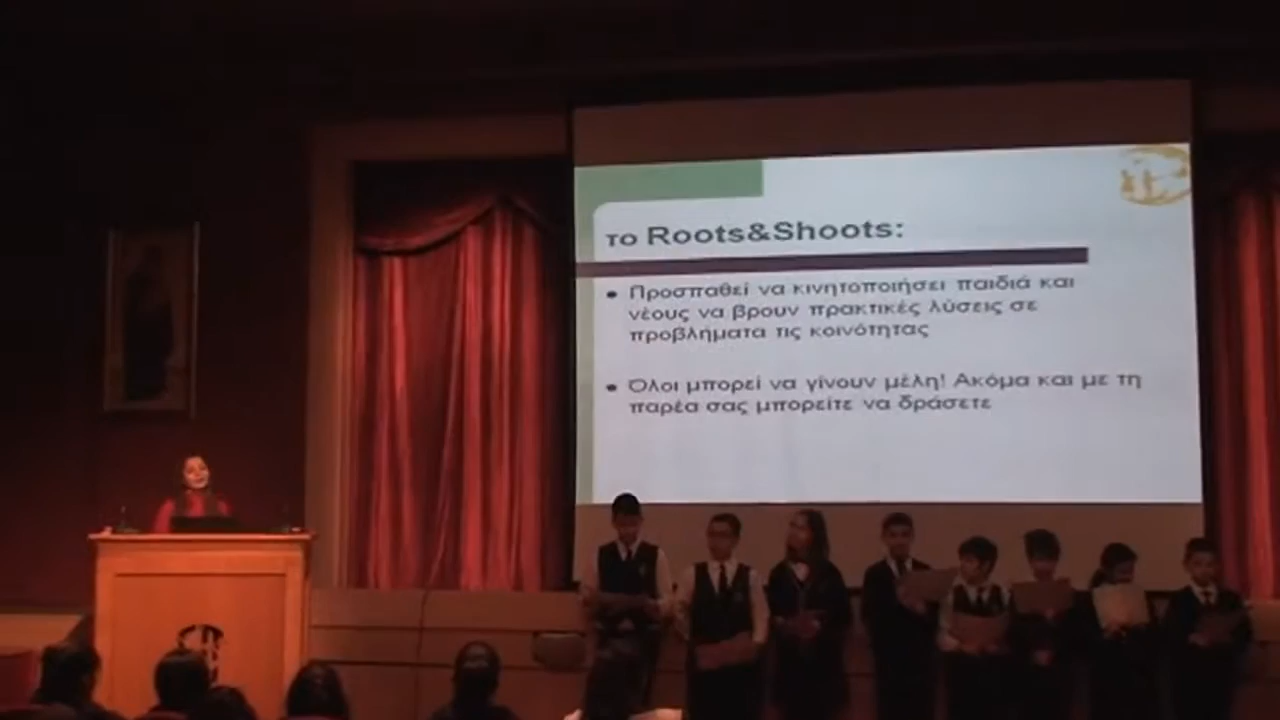 το Roots&Shoots:
• Προσπαθεί να κινητοποιήσει παιδιά και
νέους να βρουν πρακτικές λύσεις σε
προβλήματα τις κοινότητας
• Όλοι μπορεί να γίνουν μέλη! Ακόμα και με τη
παρέα σας μπορείτε να δράσετε